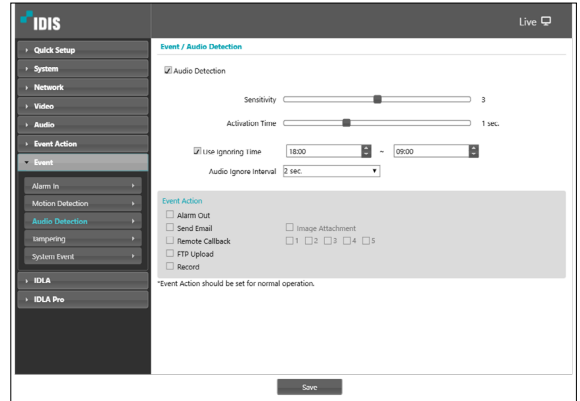 IDIS
Live
Quick Setup
System
Network
Video
Audio
Event Action
Event
Alarm In
Motion Detection
Audio Detection
Tampering
System Event
IDLA
IDLA Pro
Event / Audio Detection
Audio Detection
Sensitivity 3
Activation Time 1 sec.
Use Ignoring Time 18:00 ~ 09:00
Audio Ignore Interval 2 sec.
Event Action
Alarm Out
Send Email Image Attachment
Remote Callback 1 2 3 4 5
FTP Upload
Record
*Event Action should be set for normal operation.
Save